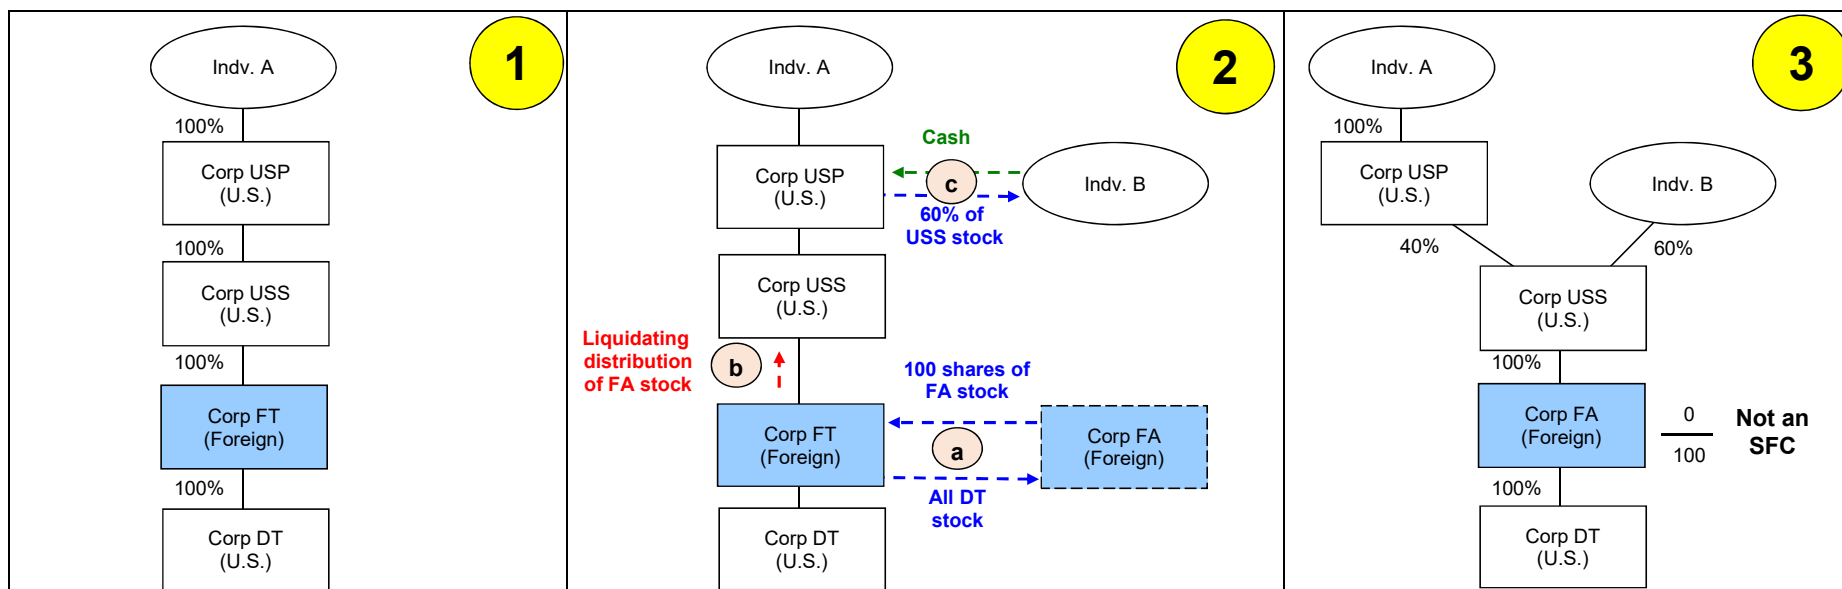 1
Indv. A
100%
Corp USP
(U.S.)
100%
Corp USS
(U.S.)
100%
Corp FT
(Foreign)
100%
Corp DT
(U.S.)
2
Indv. A
Cash
Corp USP
(U.S.)
c
Indv. B
60% of
USS stock
Corp USS
(U.S.)
Liquidating
distribution
of FA stock
b
100 shares of
FA stock
Corp FT
(Foreign)
a
Corp FA
(Foreign)
All DT
stock
Corp DT
(U.S.)
3
Indv. A
100%
Corp USP
(U.S.)
Indv. B
40%
60%
Corp USS
(U.S.)
100%
Corp FA
(Foreign)
0
100
Not an
SFC
100%
Corp DT
(U.S.)